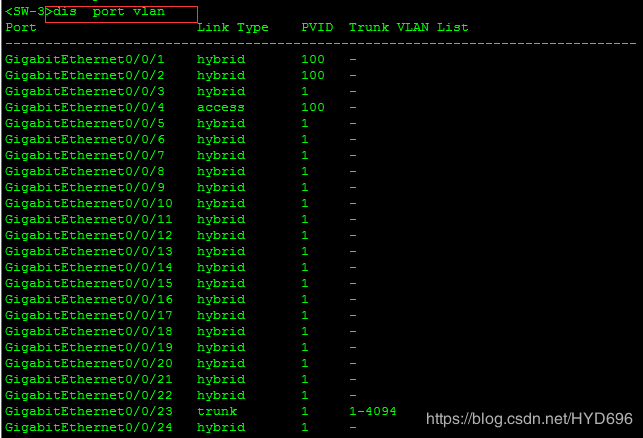 <SW-3>dis  port vlan
Port                    Link Type    PVID  Trunk VLAN List
-------------------------------------------------------------------------------
GigabitEthernet0/0/1    hybrid       100   -
GigabitEthernet0/0/2    hybrid       100   -
GigabitEthernet0/0/3    hybrid       1     -
GigabitEthernet0/0/4    access       100   -
GigabitEthernet0/0/5    hybrid       1     -
GigabitEthernet0/0/6    hybrid       1     -
GigabitEthernet0/0/7    hybrid       1     -
GigabitEthernet0/0/8    hybrid       1     -
GigabitEthernet0/0/9    hybrid       1     -
GigabitEthernet0/0/10   hybrid       1     -
GigabitEthernet0/0/11   hybrid       1     -
GigabitEthernet0/0/12   hybrid       1     -
GigabitEthernet0/0/13   hybrid       1     -
GigabitEthernet0/0/14   hybrid       1     -
GigabitEthernet0/0/15   hybrid       1     -
GigabitEthernet0/0/16   hybrid       1     -
GigabitEthernet0/0/17   hybrid       1     -
GigabitEthernet0/0/18   hybrid       1     -
GigabitEthernet0/0/19   hybrid       1     -
GigabitEthernet0/0/20   hybrid       1     -
GigabitEthernet0/0/21   hybrid       1     -
GigabitEthernet0/0/22   hybrid       1     -
GigabitEthernet0/0/23   trunk        1     1-4094
GigabitEthernet0/0/24   hybrid       1     -
https://blog.csdn.net/HYD696